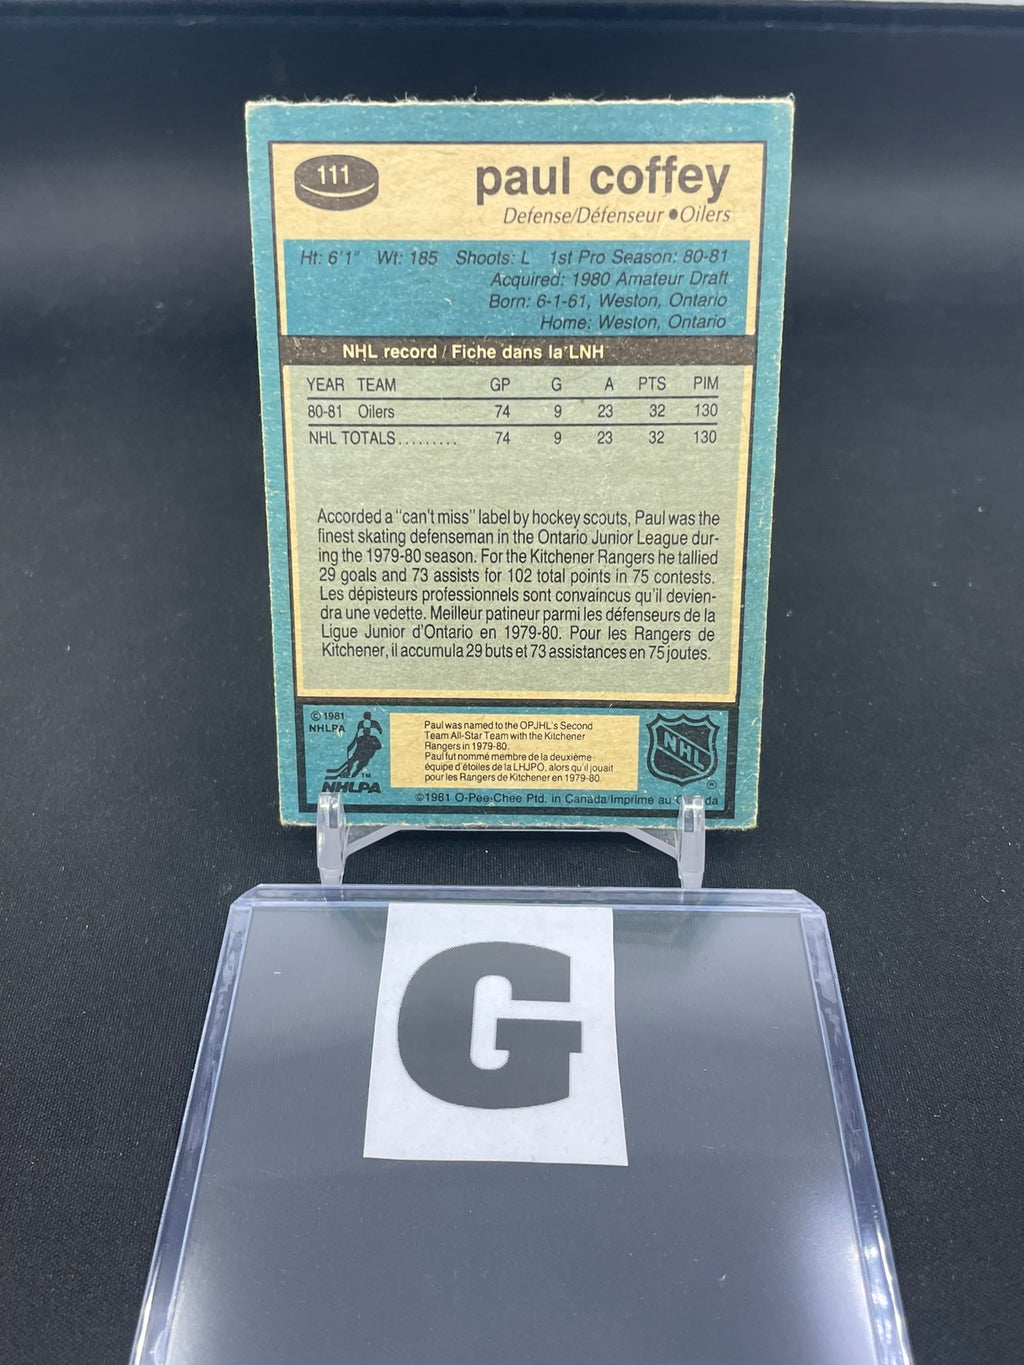 111
paul coffey
Defense/Défenseur ● Oilers
Ht: 6'1" Wt: 185 Shoots: L 1st Pro Season: 80-81
Acquired: 1980 Amateur Draft
Born: 6-1-61, Weston, Ontario
Home: Weston, Ontario
NHL record / Fiche dans la LNH
YEAR TEAM GP G A PTS PIM
80-81 Oilers 74 9 23 32 130
NHL TOTALS......... 74 9 23 32 130
Accorded a "can't miss" label by hockey scouts, Paul was the
finest skating defenseman in the Ontario Junior League dur-
ing the 1979-80 season. For the Kitchener Rangers he tallied
29 goals and 73 assists for 102 total points in 75 contests.
Les dépisteurs professionnels sont convaincus qu'il devien-
dra une vedette. Meilleur patineur parmi les défenseurs de la
Ligue Junior d'Ontario en 1979-80. Pour les Rangers de
Kitchener, il accumula 29 buts et 73 assistances en 75 joutes.
© 1981
NHLPA
TM
NHLPA
Paul was named to the OPJHL's Second
Team All-Star Team with the Kitchener
Rangers in 1979-80.
Paul fut nommé membre de la deuxième
équipe d'étoiles de la LHJPO, alors qu'il jouait
pour les Rangers de Kitchener en 1979-80.
NHL
®
©1981 O-Pee-Chee Ptd. in Canada/Imprime au
G